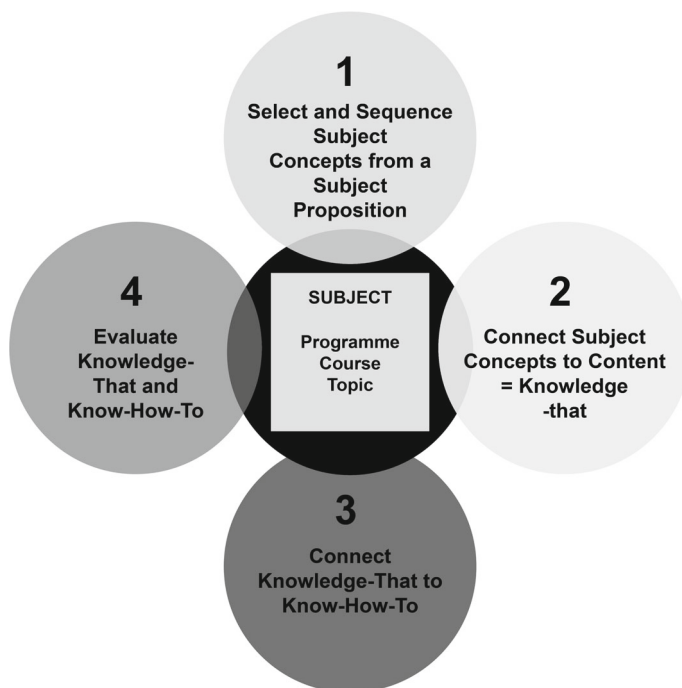 1
Select and Sequence
Subject
Concepts from a
Subject
Proposition
2
Connect Subject
Concepts to Content
= Knowledge
-that
3
Connect
Knowledge-That to
Know-How-To
4
Evaluate
Knowledge-
That and
Know-How-To
SUBJECT
Programme
Course
Topic